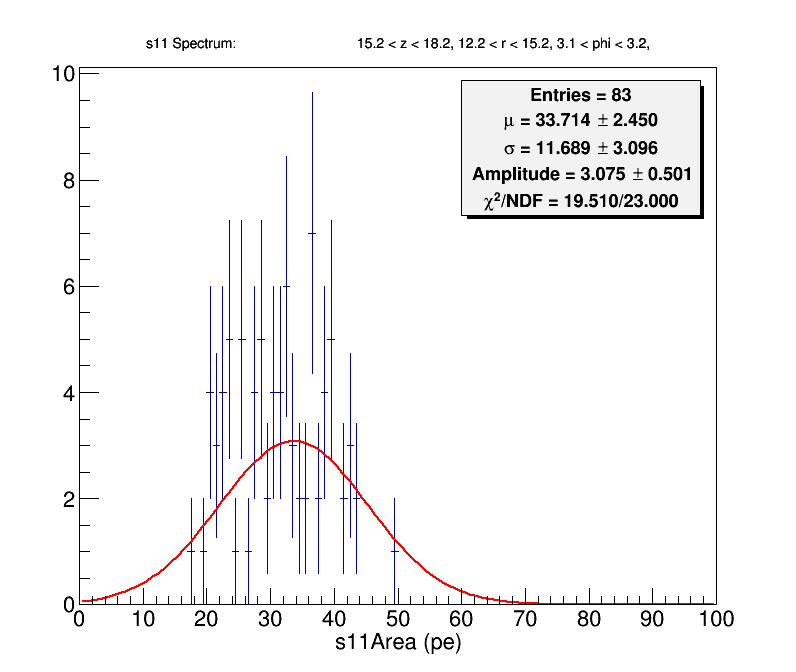 s11 Spectrum: 15.2 < z < 18.2, 12.2 < r < 15.2, 3.1 < phi < 3.2,
Entries = 83
μ = 33.714 ± 2.450
σ = 11.689 ± 3.096
Amplitude = 3.075 ± 0.501
χ²/NDF = 19.510/23.000
10
8
6
4
2
0
0 10 20 30 40 50 60 70 80 90 100
s11Area (pe)